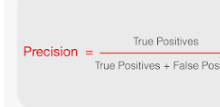 True Positives
Precision =
True Positives + False Pos